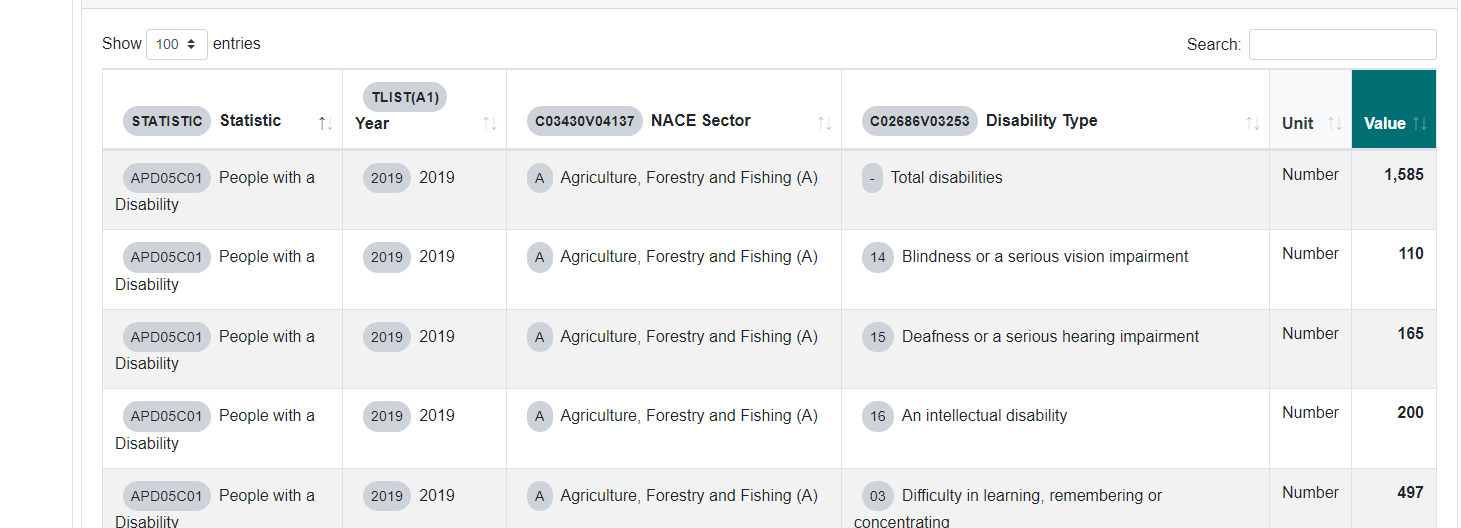 Show 100 entries
Search:
STATISTIC Statistic
TLIST(A1)
Year
C03430V04137 NACE Sector
C02686V03253 Disability Type
Unit
Value
APD05C01 People with a
Disability
2019 2019
A Agriculture, Forestry and Fishing (A)
- Total disabilities
Number
1,585
APD05C01 People with a
Disability
2019 2019
A Agriculture, Forestry and Fishing (A)
14 Blindness or a serious vision impairment
Number
110
APD05C01 People with a
Disability
2019 2019
A Agriculture, Forestry and Fishing (A)
15 Deafness or a serious hearing impairment
Number
165
APD05C01 People with a
Disability
2019 2019
A Agriculture, Forestry and Fishing (A)
16 An intellectual disability
Number
200
APD05C01 People with a
Disability
2019 2019
A Agriculture, Forestry and Fishing (A)
03 Difficulty in learning, remembering or
concentrating
Number
497